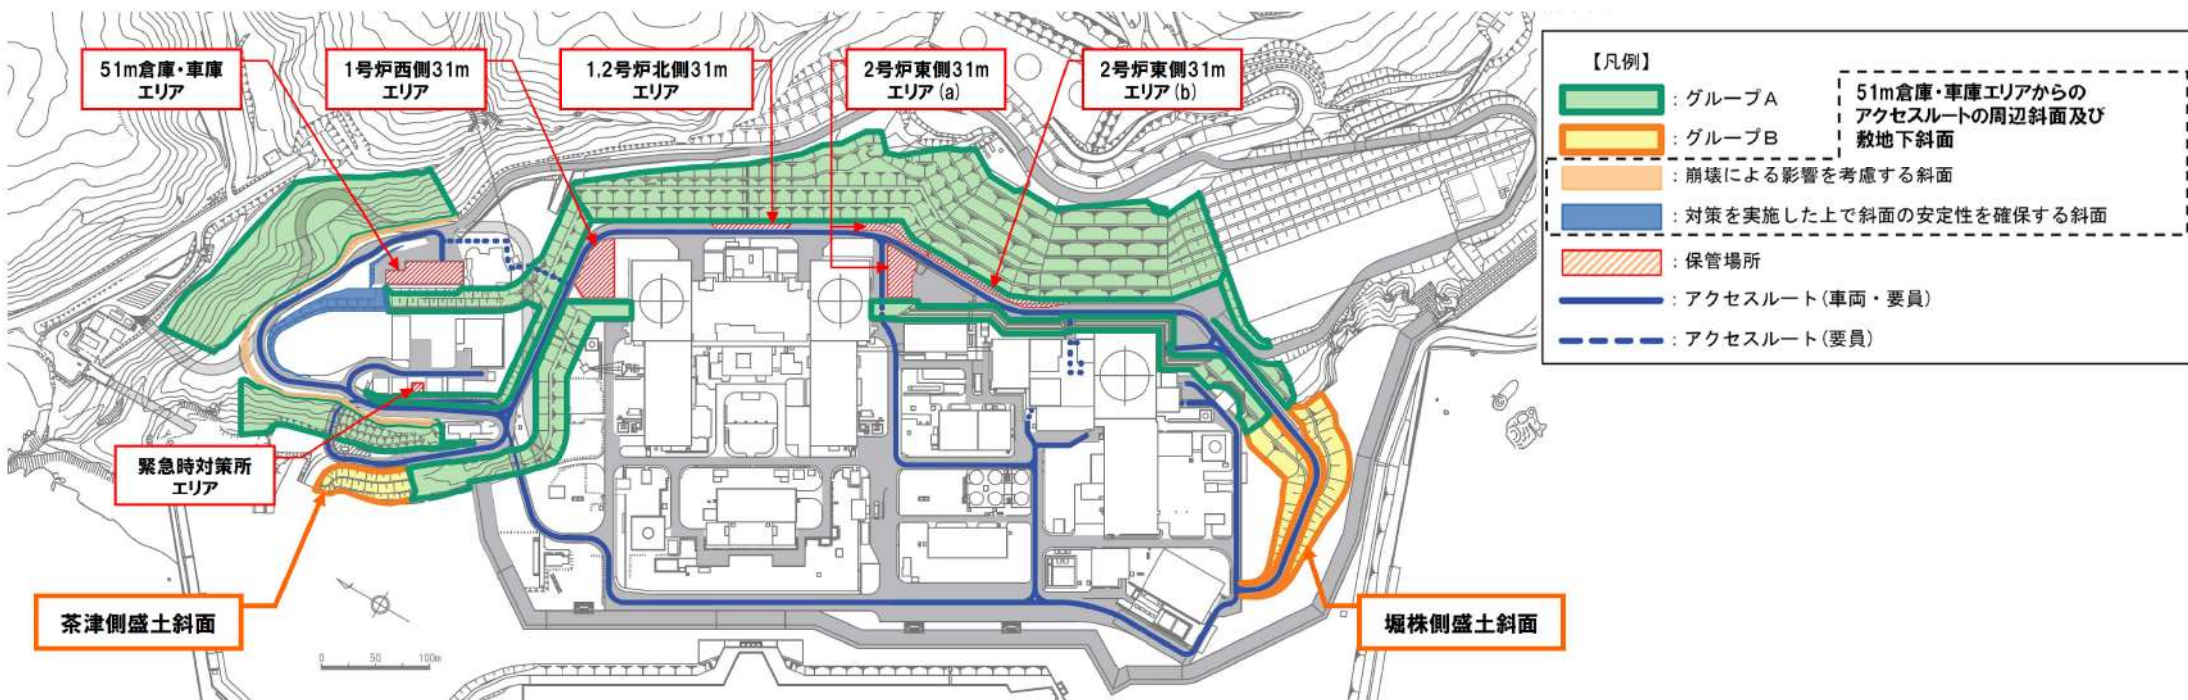 51m倉庫・車庫
エリア
1号炉西側31m
エリア
1,2号炉北側31m
エリア
2号炉東側31m
エリア(a)
2号炉東側31m
エリア(b)
【凡例】
：グループA
：グループB
51m倉庫・車庫エリアからの
アクセスルートの周辺斜面及び
敷地下斜面
：崩壊による影響を考慮する斜面
：対策を実施した上で斜面の安定性を確保する斜面
：保管場所
：アクセスルート(車両・要員)
：アクセスルート(要員)
緊急時対策所
エリア
茶津側盛土斜面
堀株側盛土斜面
0 50 100m